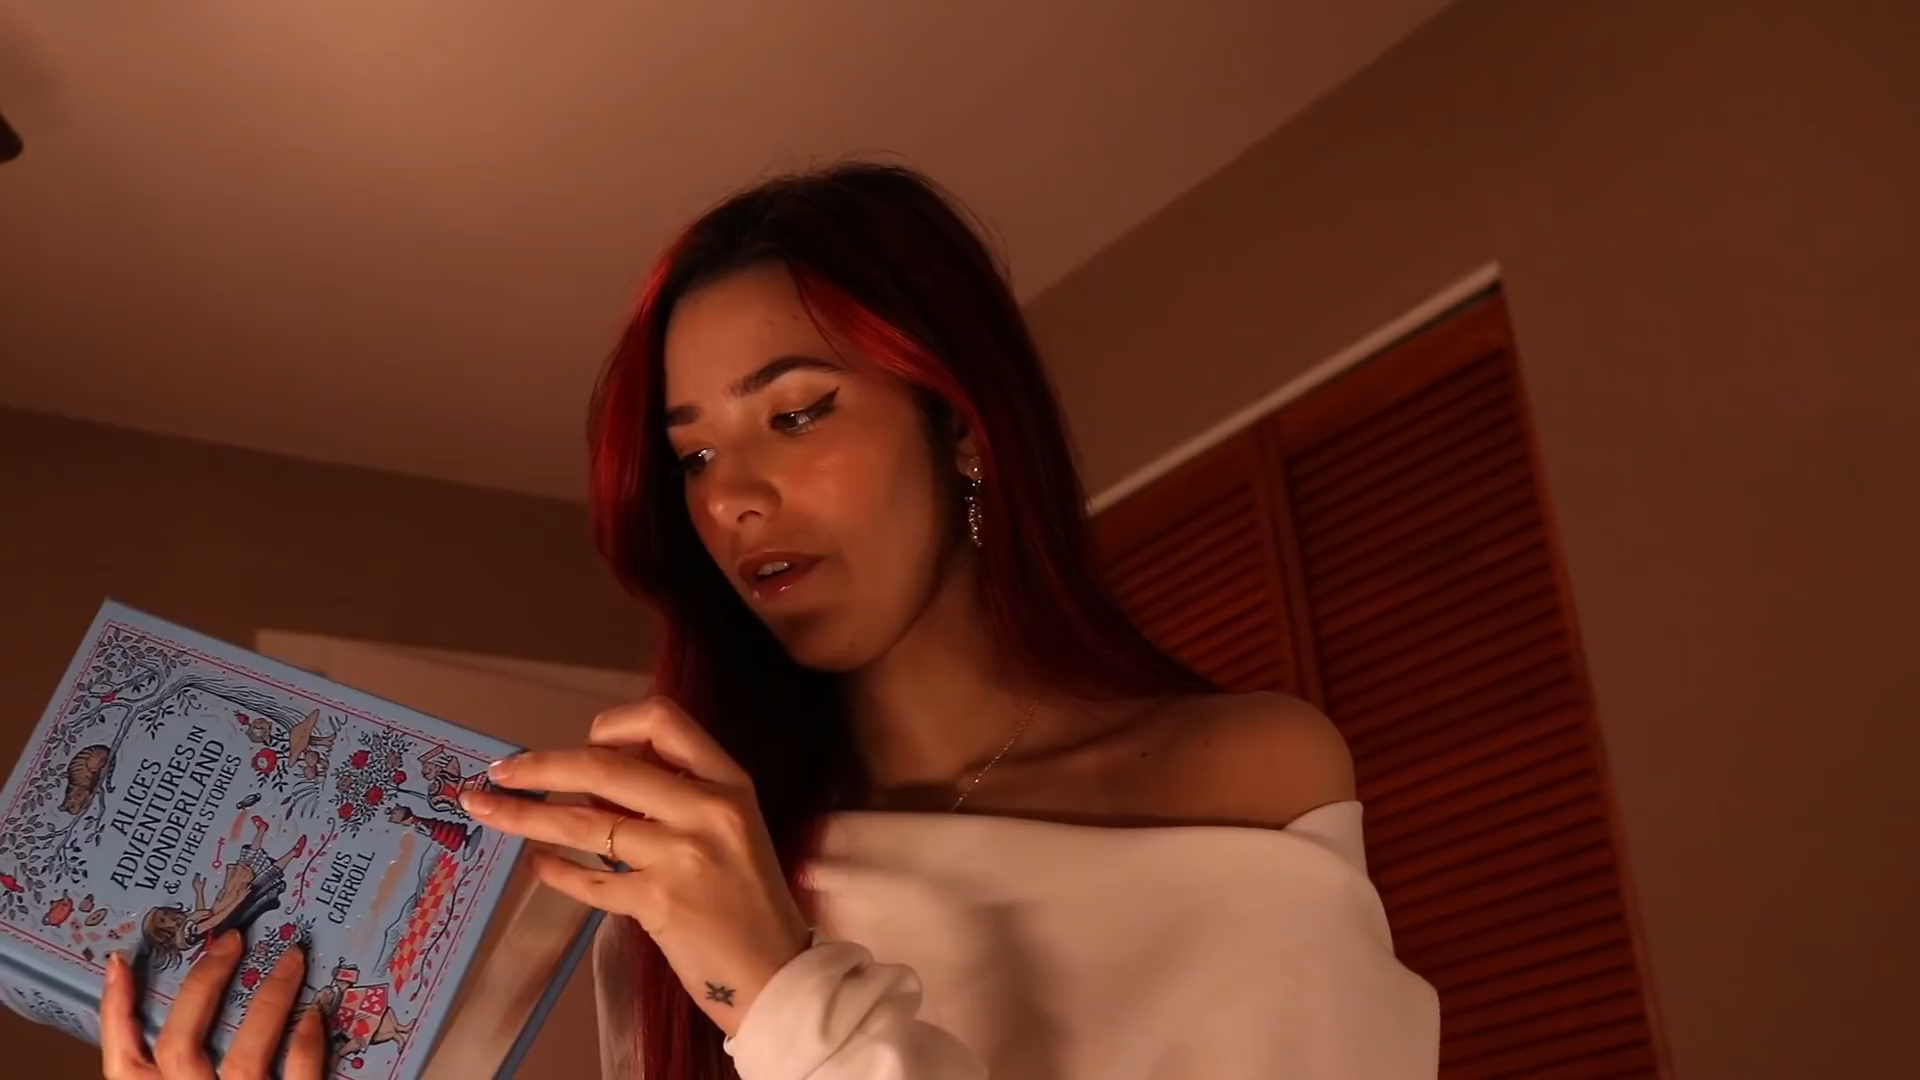 ALICE'S
ADVENTURES IN
WONDERLAND
& OTHER STORIES
LEWIS
CARROLL